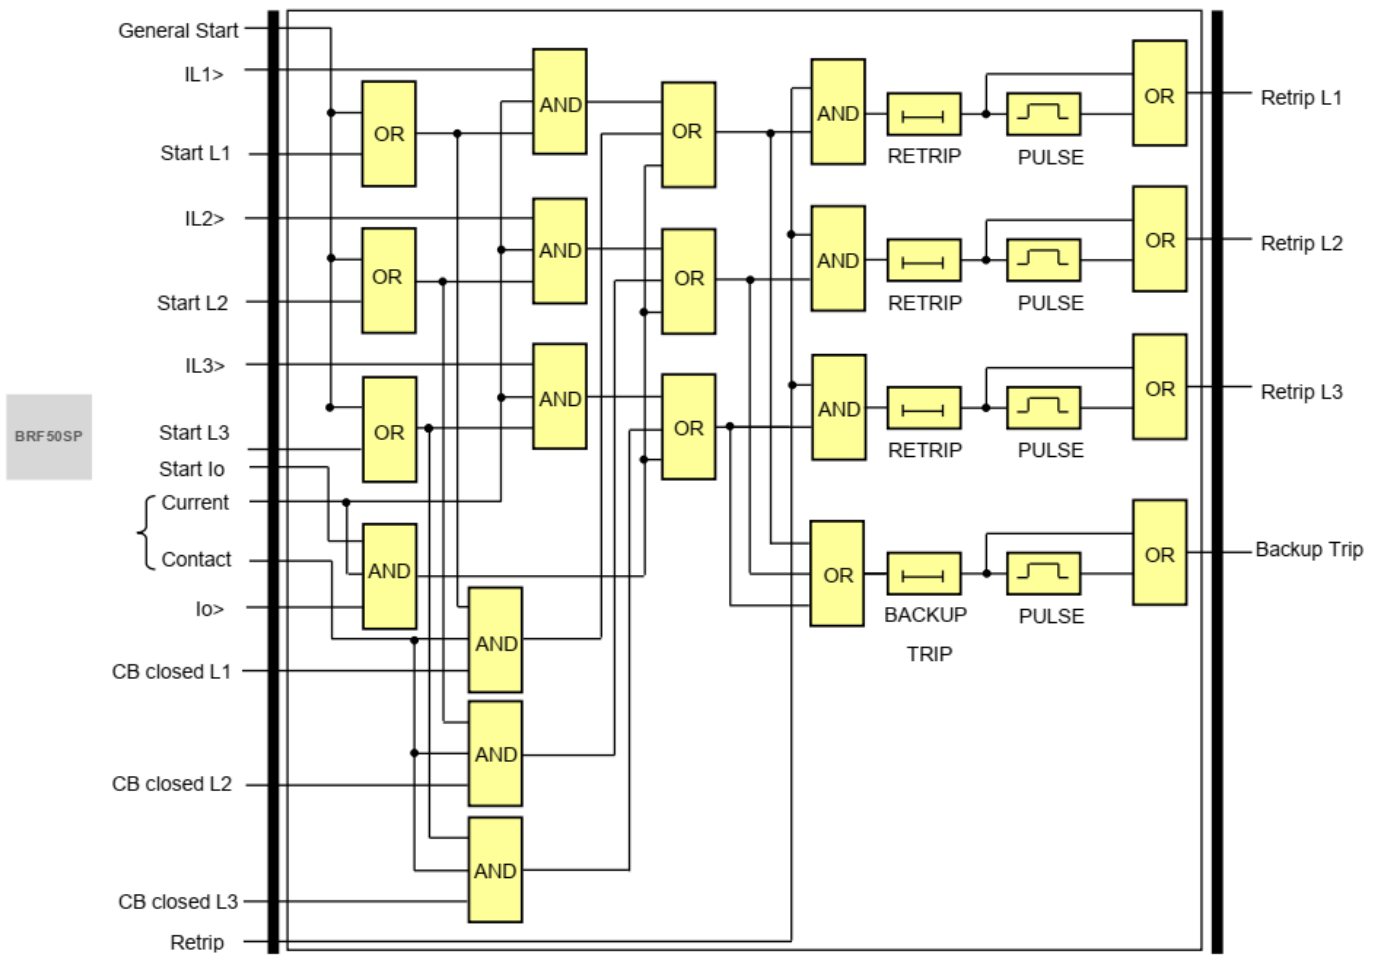 General Start
IL1>
Start L1
IL2>
Start L2
IL3>
Start L3
Start Io
Current
Contact
Io>
CB closed L1
CB closed L2
CB closed L3
Retrip
BRF50SP
OR
OR
OR
AND
AND
AND
AND
AND
AND
AND
OR
OR
OR
AND
RETRIP
PULSE
OR
Retrip L1
AND
RETRIP
PULSE
OR
Retrip L2
AND
RETRIP
PULSE
OR
Retrip L3
OR
BACKUP
TRIP
PULSE
OR
Backup Trip